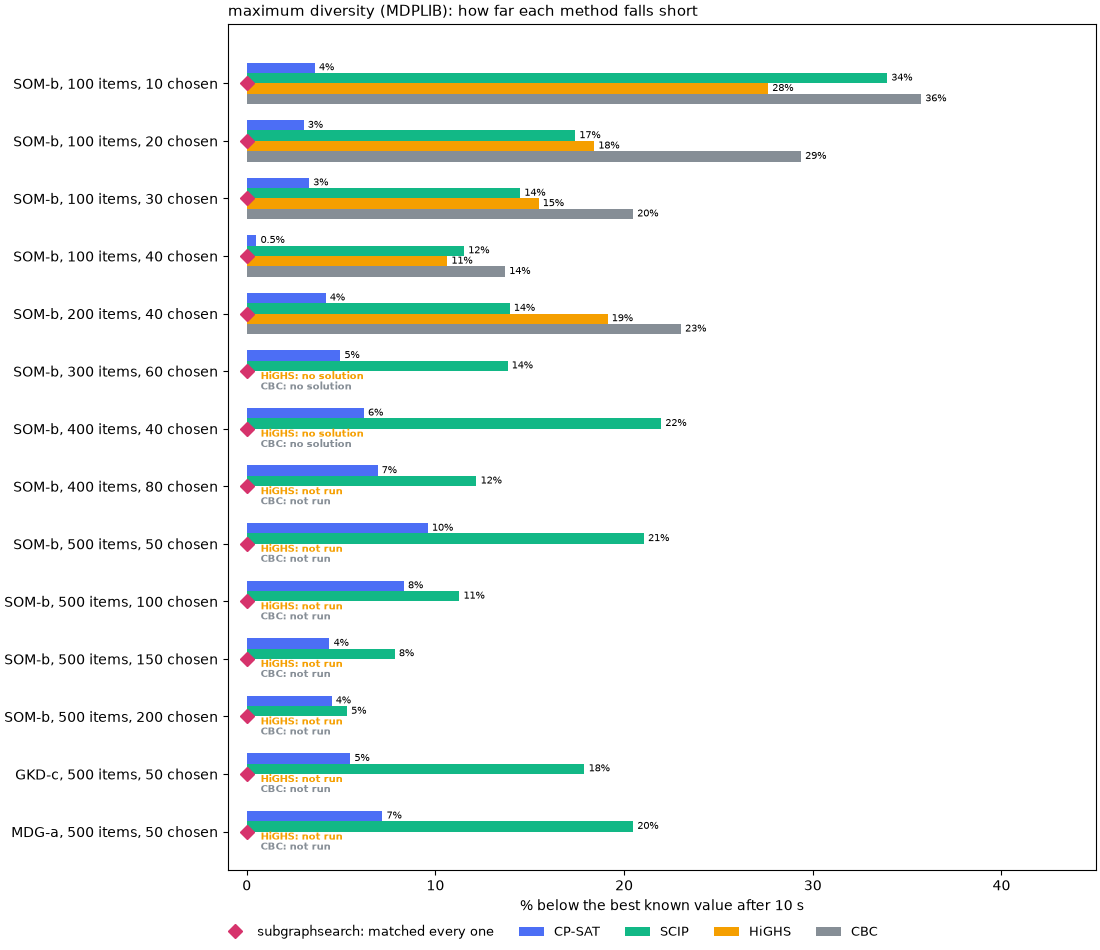 maximum diversity (MDPLIB): how far each method falls short
SOM-b, 100 items, 10 chosen
4%
34%
28%
36%
SOM-b, 100 items, 20 chosen
3%
17%
18%
29%
SOM-b, 100 items, 30 chosen
3%
14%
15%
20%
SOM-b, 100 items, 40 chosen
0.5%
12%
11%
14%
SOM-b, 200 items, 40 chosen
4%
14%
19%
23%
SOM-b, 300 items, 60 chosen
5%
14%
HiGHS: no solution
CBC: no solution
SOM-b, 400 items, 40 chosen
6%
22%
HiGHS: no solution
CBC: no solution
SOM-b, 400 items, 80 chosen
7%
12%
HiGHS: not run
CBC: not run
SOM-b, 500 items, 50 chosen
10%
21%
HiGHS: not run
CBC: not run
SOM-b, 500 items, 100 chosen
8%
11%
HiGHS: not run
CBC: not run
SOM-b, 500 items, 150 chosen
4%
8%
HiGHS: not run
CBC: not run
SOM-b, 500 items, 200 chosen
4%
5%
HiGHS: not run
CBC: not run
GKD-c, 500 items, 50 chosen
5%
18%
HiGHS: not run
CBC: not run
MDG-a, 500 items, 50 chosen
7%
20%
HiGHS: not run
CBC: not run
0 10 20 30 40
% below the best known value after 10 s
subgraphsearch: matched every one CP-SAT SCIP HiGHS CBC